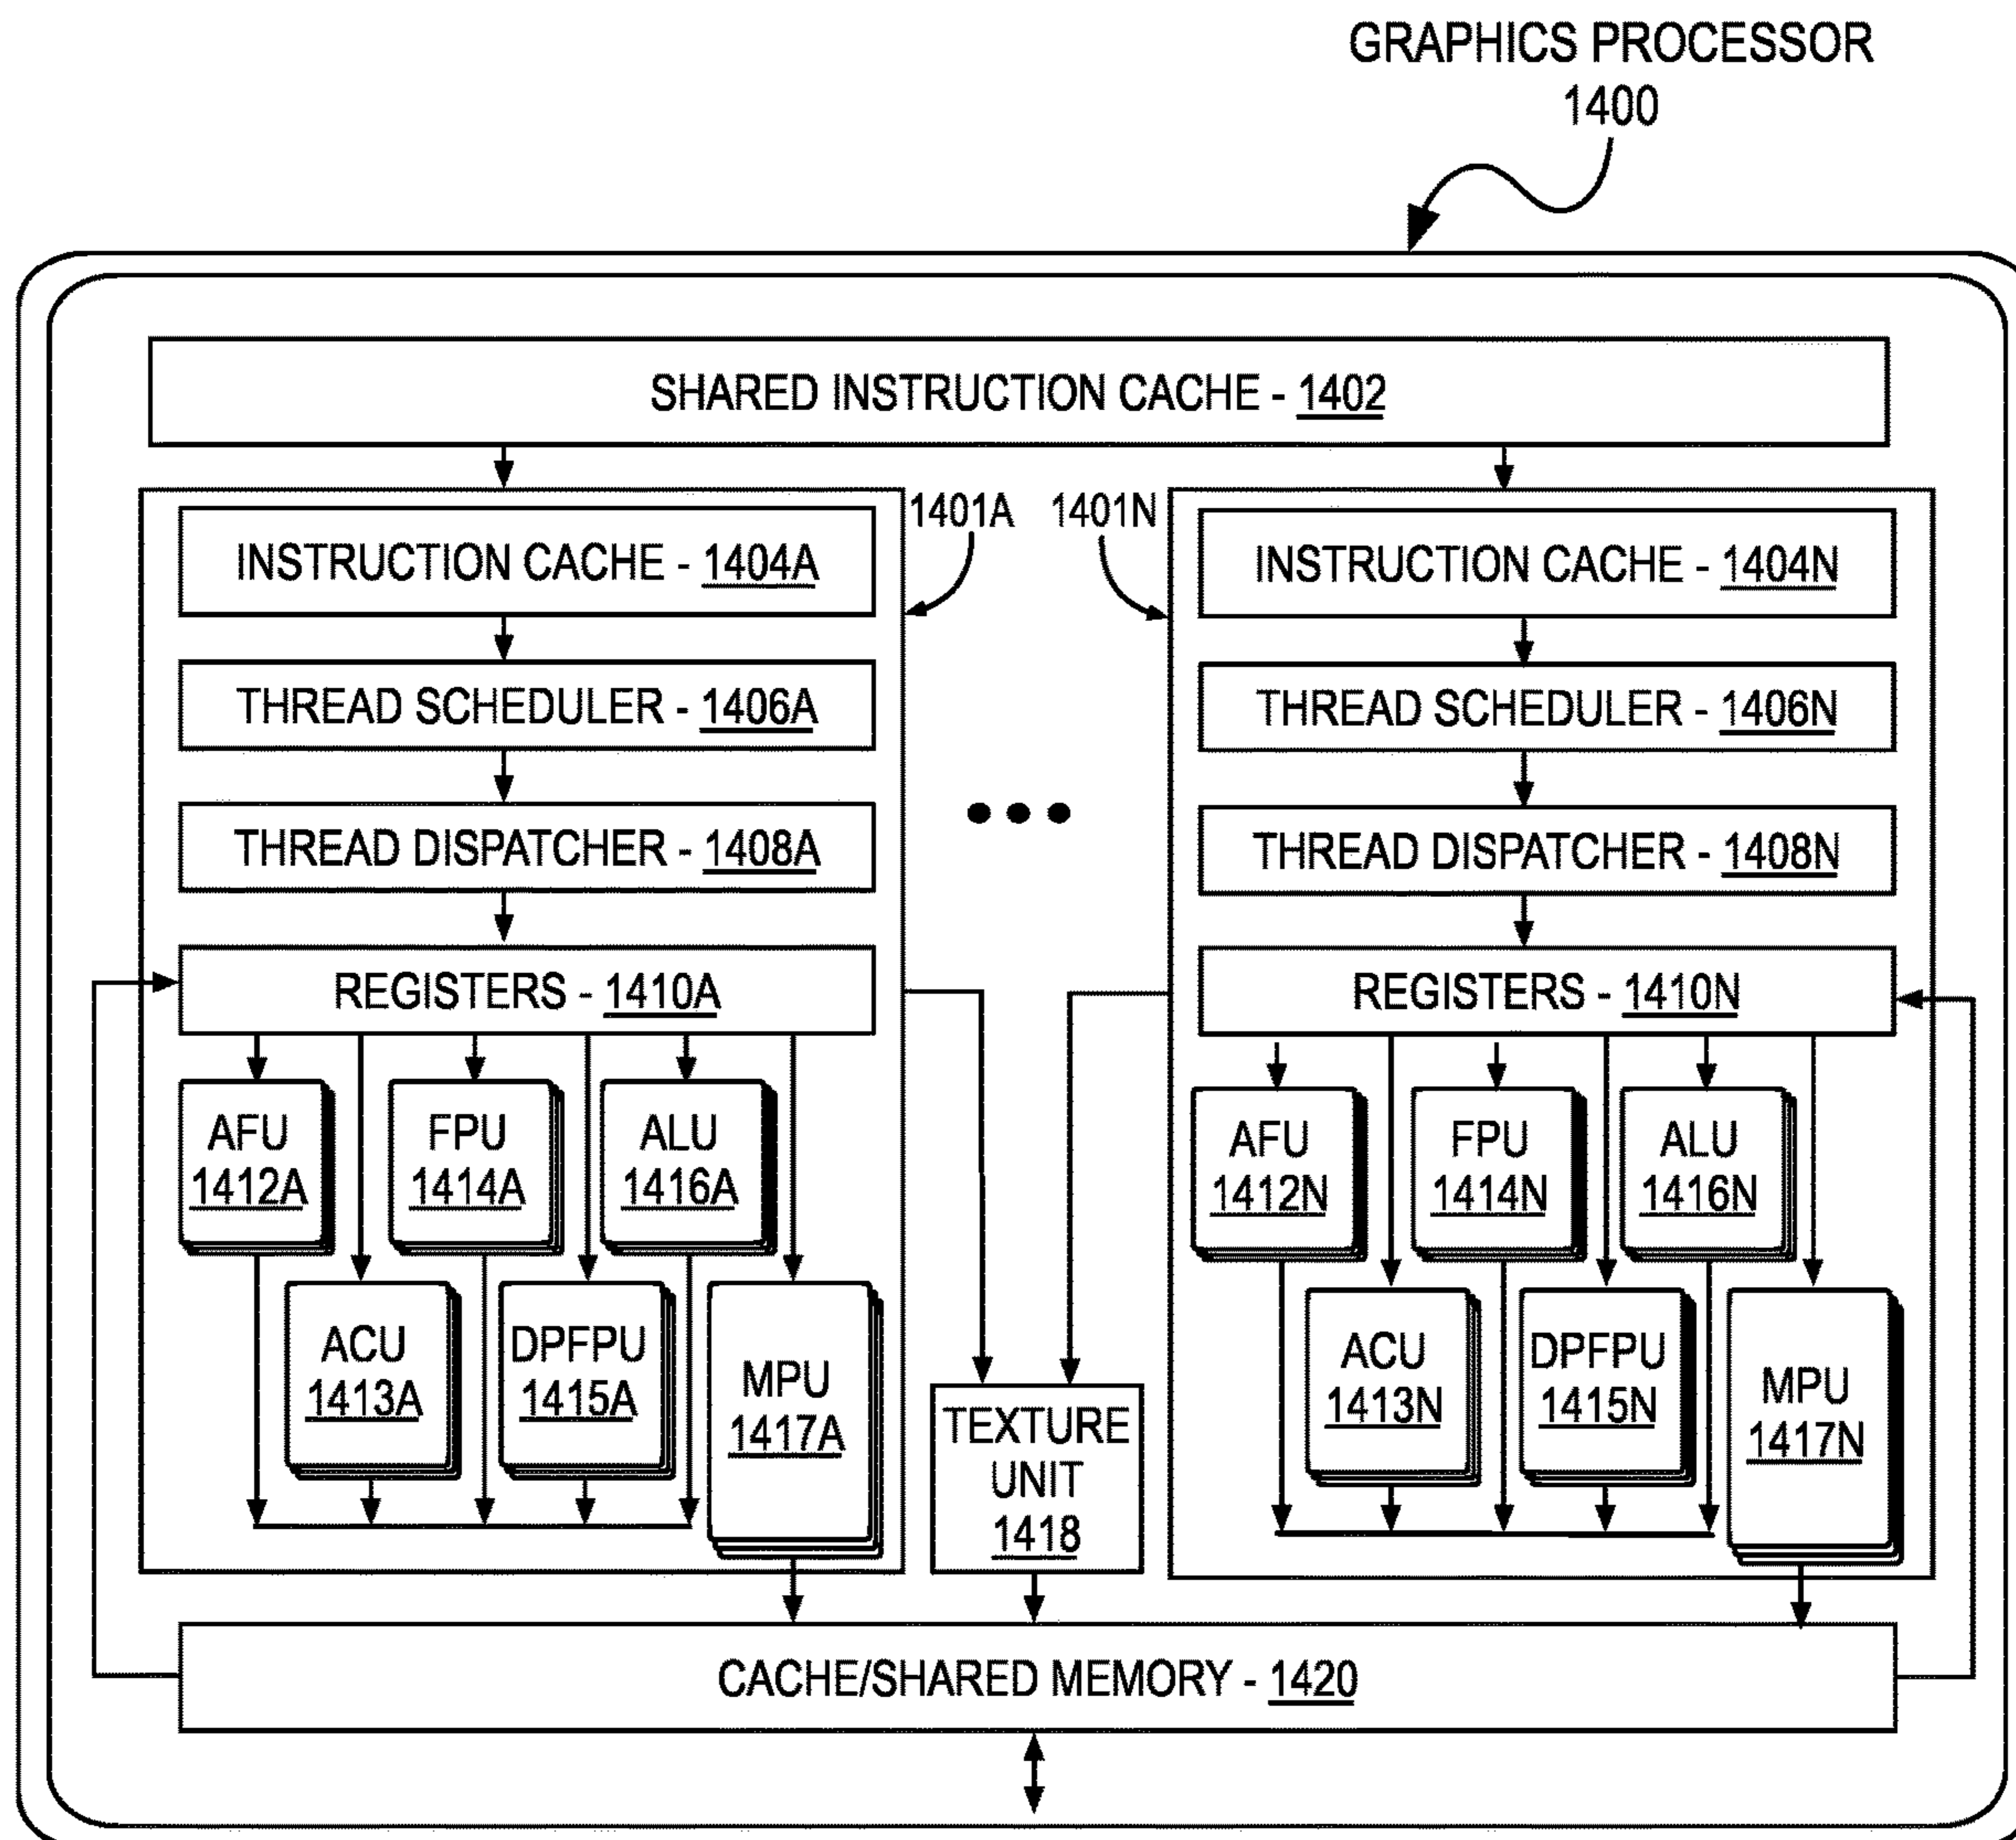 GRAPHICS PROCESSOR
1400
SHARED INSTRUCTION CACHE - 1402
1401A
1401N
INSTRUCTION CACHE - 1404A
THREAD SCHEDULER - 1406A
THREAD DISPATCHER - 1408A
REGISTERS - 1410A
AFU
1412A
FPU
1414A
ALU
1416A
ACU
1413A
DPFPU
1415A
MPU
1417A
TEXTURE
UNIT
1418
INSTRUCTION CACHE - 1404N
THREAD SCHEDULER - 1406N
THREAD DISPATCHER - 1408N
REGISTERS - 1410N
AFU
1412N
FPU
1414N
ALU
1416N
ACU
1413N
DPFPU
1415N
MPU
1417N
CACHE/SHARED MEMORY - 1420